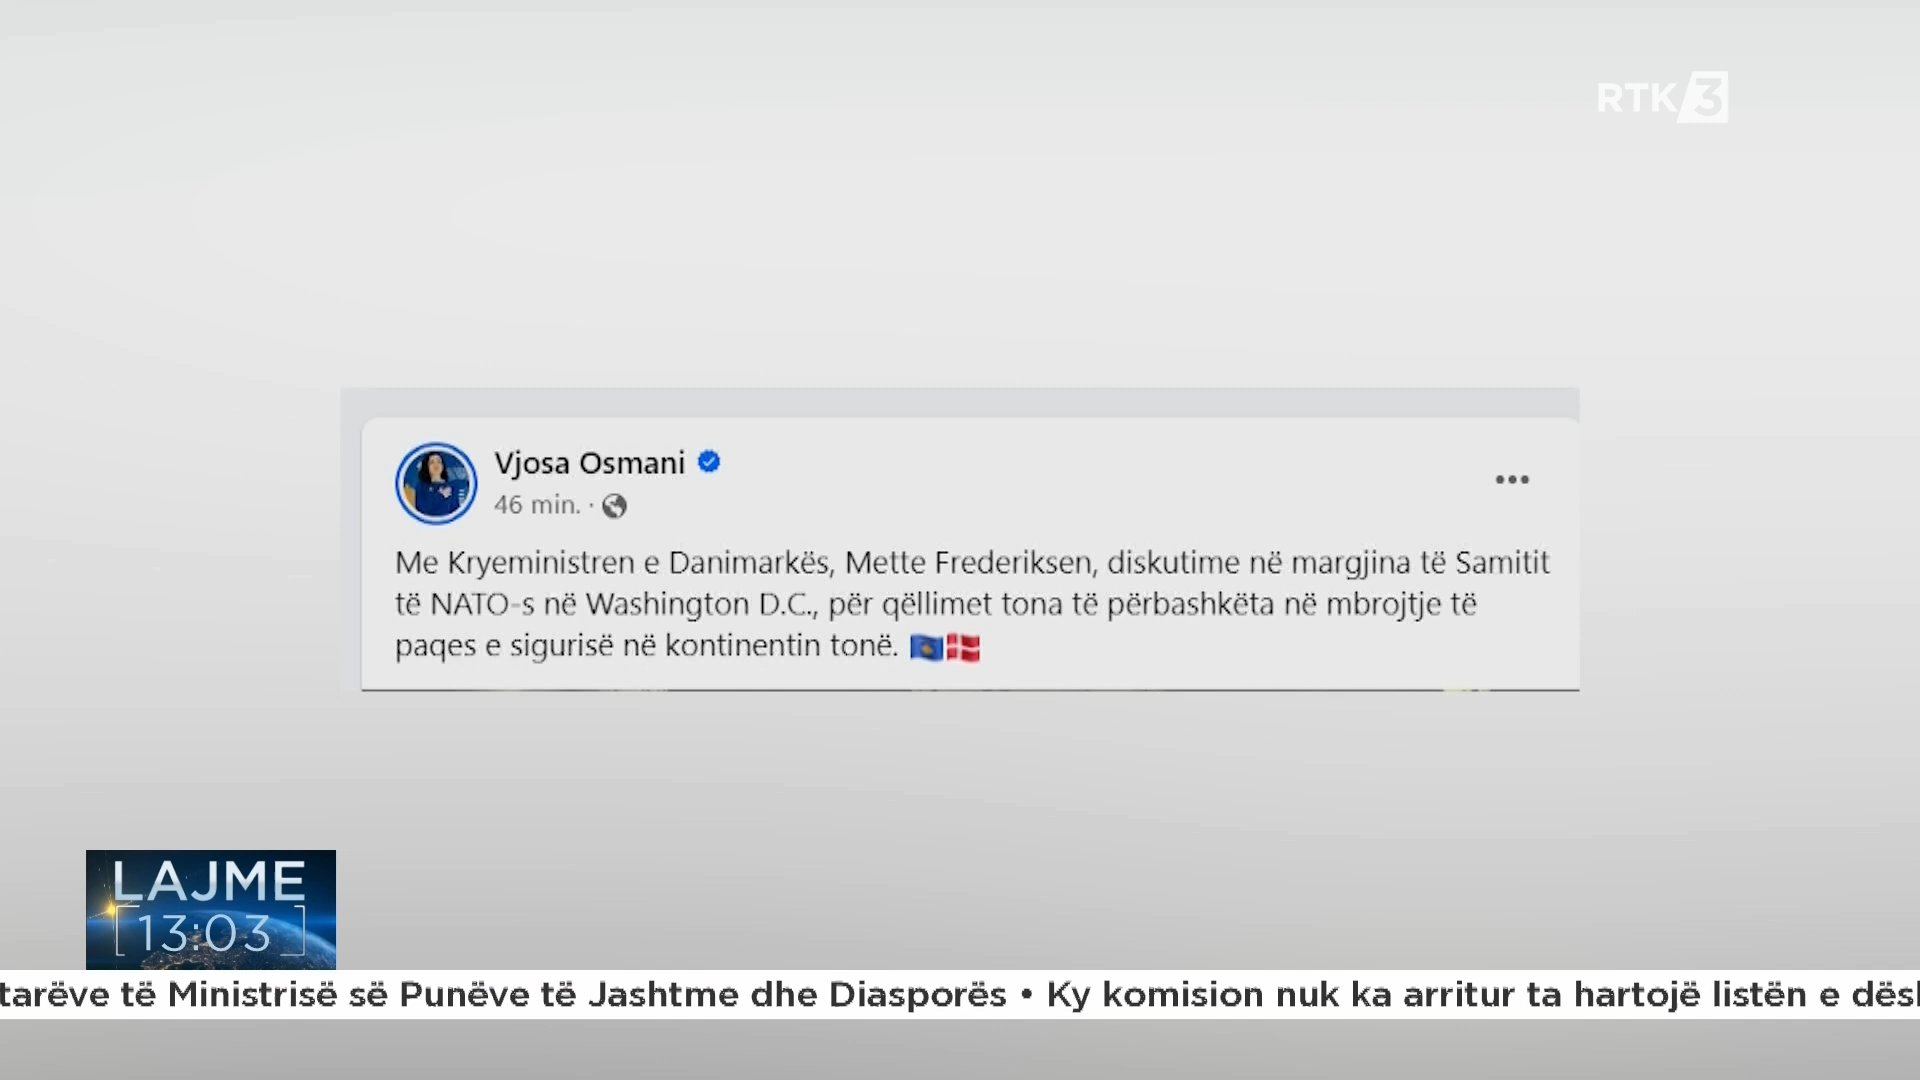 RTK 3
Vjosa Osmani
46 min. ·
Me Kryeministren e Danimarkës, Mette Frederiksen, diskutime në margjina të Samitit
të NATO-s në Washington D.C., për qëllimet tona të përbashkëta në mbrojtje të
paqes e sigurisë në kontinentin tonë.
LAJME
13:03
tarëve të Ministrisë së Punëve të Jashtme dhe Diasporës • Ky komision nuk ka arritur ta hartojë listën e